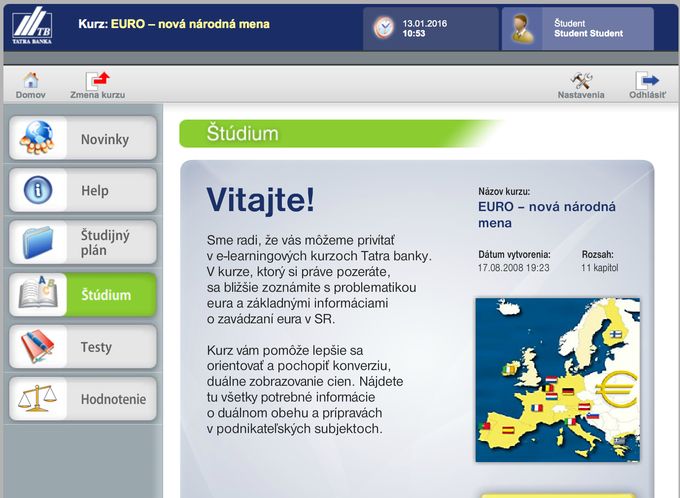 TB
TATRA BANKA
Kurz: EURO – nová národná mena
13.01.2016
10:53
Študent
Student Student
Domov
Zmena kurzu
Nastavenia
Odhlásiť
Novinky
Help
Študijný
plán
Štúdium
Testy
Hodnotenie
Štúdium
Vitajte!
Sme radi, že vás môžeme privítať
v e-learningových kurzoch Tatra banky.
V kurze, ktorý si práve pozeráte,
sa bližšie zoznámite s problematikou
eura a základnými informáciami
o zavádzaní eura v SR.
Kurz vám pomôže lepšie sa
orientovať a pochopiť konverziu,
duálne zobrazovanie cien. Nájdete
tu všetky potrebné informácie
o duálnom obehu a prípravách
v podnikateľských subjektoch.
Názov kurzu:
EURO – nová národná
mena
Dátum vytvorenia:
17.08.2008 19:23
Rozsah:
11 kapitol
€